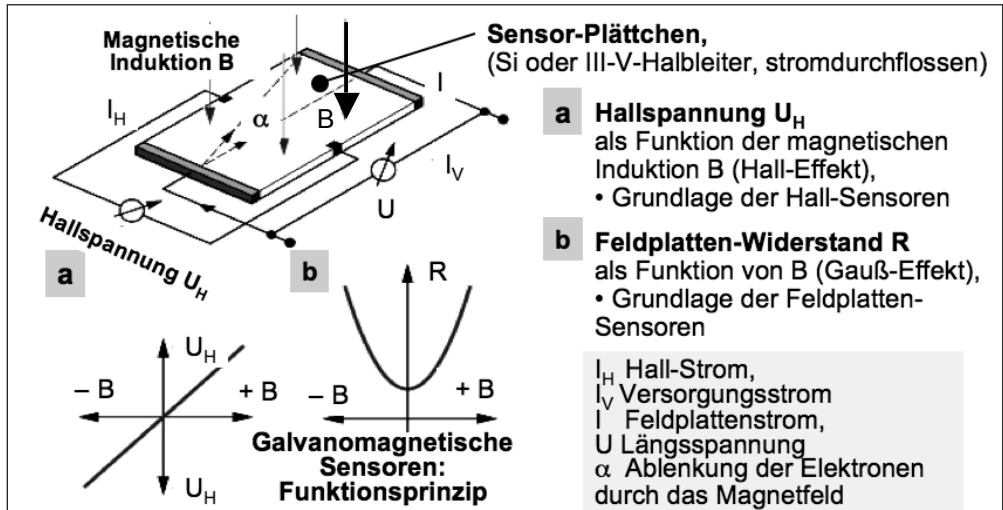 Magnetische
Induktion B
I_H
α
B
I
I_V
U
Hallspannung U_H
Sensor-Plättchen,
(Si oder III-V-Halbleiter, stromdurchflossen)
a Hallspannung U_H
als Funktion der magnetischen
Induktion B (Hall-Effekt),
• Grundlage der Hall-Sensoren
b Feldplatten-Widerstand R
als Funktion von B (Gauß-Effekt),
• Grundlage der Feldplatten-
Sensoren
I_H Hall-Strom,
I_V Versorgungsstrom
I Feldplattenstrom,
U Längsspannung
α Ablenkung der Elektronen
durch das Magnetfeld
a
U_H
– B + B
U_H
b
R
– B + B
Galvanomagnetische
Sensoren:
Funktionsprinzip